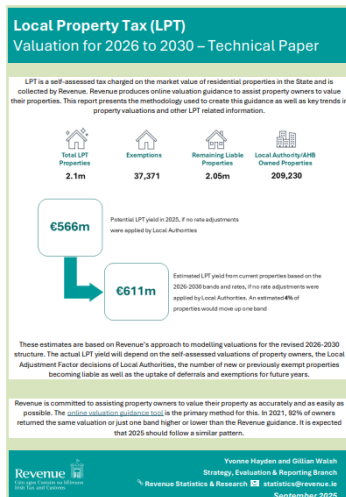 Local Property Tax (LPT)
Valuation for 2026 to 2030 – Technical Paper
LPT is a self-assessed tax charged on the market value of residential properties in the State and is
collected by Revenue. Revenue produces online valuation guidance to assist property owners to value
their properties. This report presents the methodology used to create this guidance as well as key trends in
property valuations and other LPT related information.
Total LPT
Properties
2.1m
Exemptions
37,371
Remaining Liable
Properties
2.05m
Local Authority/AHB
Owned Properties
209,230
€566m
Potential LPT yield in 2025, if no rate adjustments
were applied by Local Authorities
€611m
Estimated LPT yield from current properties based on the
2026-2030 bands and rates, if no rate adjustments were
applied by Local Authorities. An estimated 4% of
properties would move up one band
These estimates are based on Revenue's approach to modelling valuations for the revised 2026-2030
structure. The actual LPT yield will depend on the self-assessed valuations of property owners, the Local
Adjustment Factor decisions of Local Authorities, the number of new or previously exempt properties
becoming liable as well as the uptake of deferrals and exemptions for future years.
Revenue is committed to assisting property owners to value their property as accurately and as easily as
possible. The online valuation guidance tool is the primary method for this. In 2021, 92% of owners
returned the same valuation or just one band higher or lower than the Revenue guidance. It is expected
that 2025 should follow a similar pattern.
Yvonne Hayden and Gillian Walsh
Strategy, Evaluation & Reporting Branch
Revenue Statistics & Research statistics@revenue.ie
September 2025
Revenue
Cáin agus Custaim na hÉireann
Irish Tax and Customs